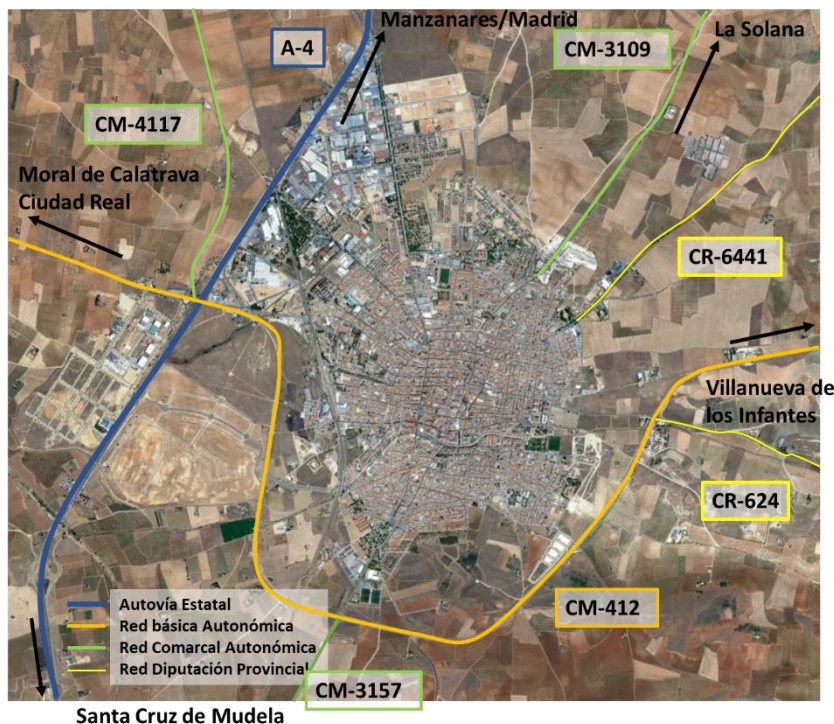 Manzanares/Madrid
A-4
CM-3109
La Solana
CM-4117
Moral de Calatrava
Ciudad Real
CR-6441
Villanueva de
los Infantes
CR-624
Autovía Estatal
Red básica Autonómica
Red Comarcal Autonómica
Red Diputación Provincial
CM-412
CM-3157
Santa Cruz de Mudela